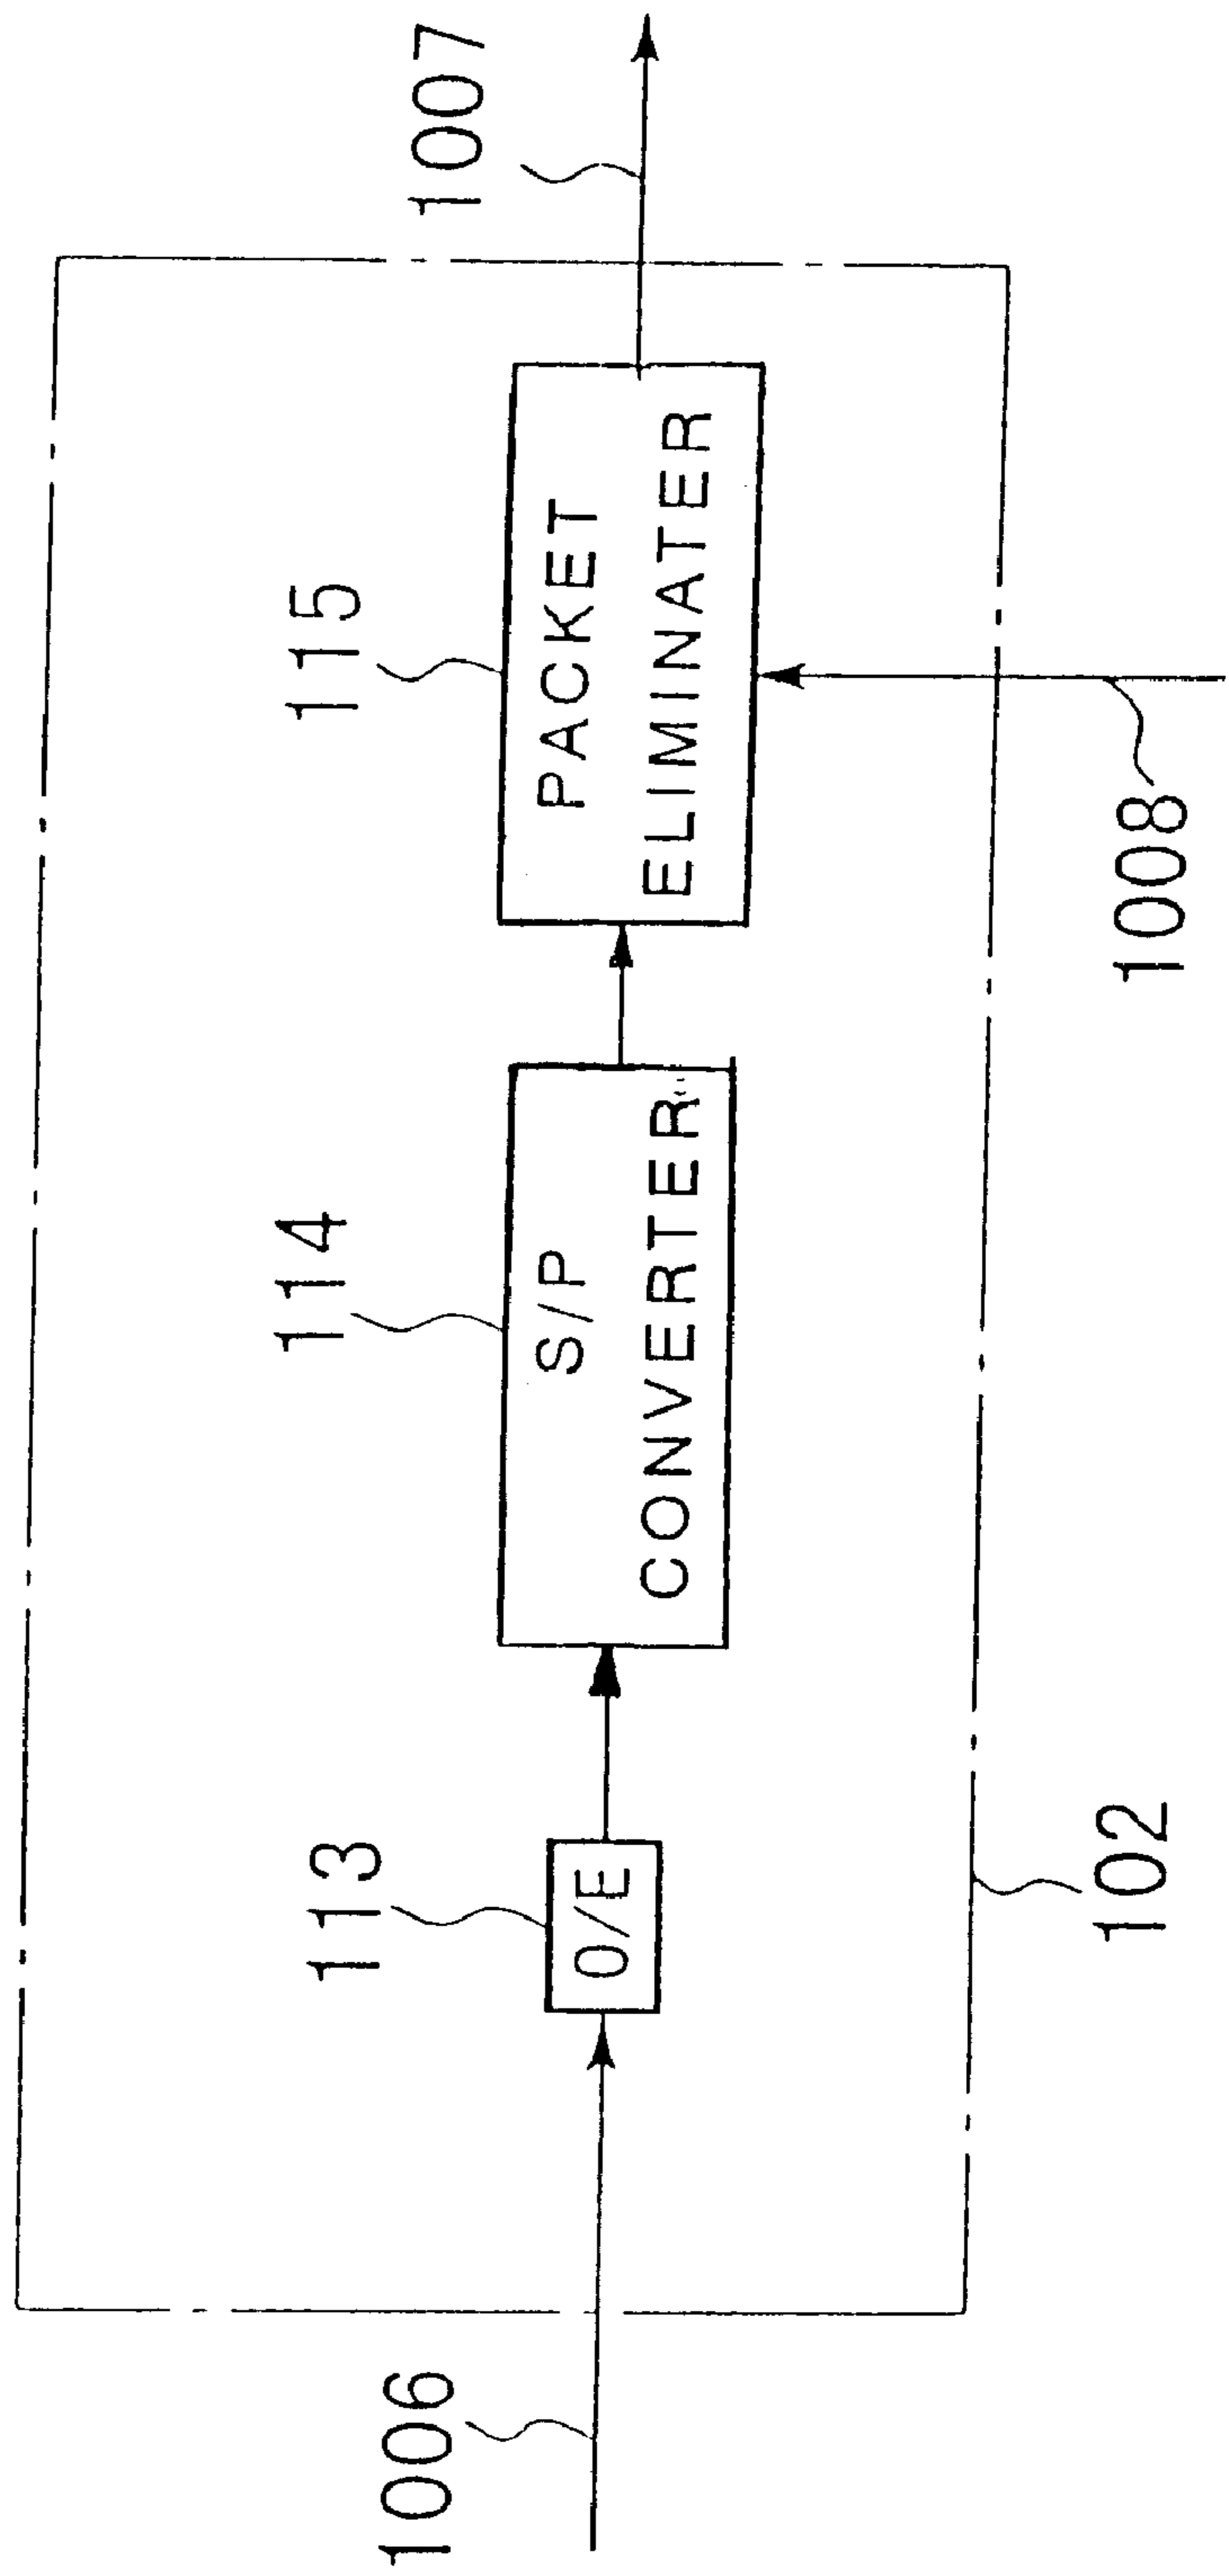 1006
113
O/E
114
S/P
CONVERTER
115
PACKET
ELIMINATER
1007
102
1008